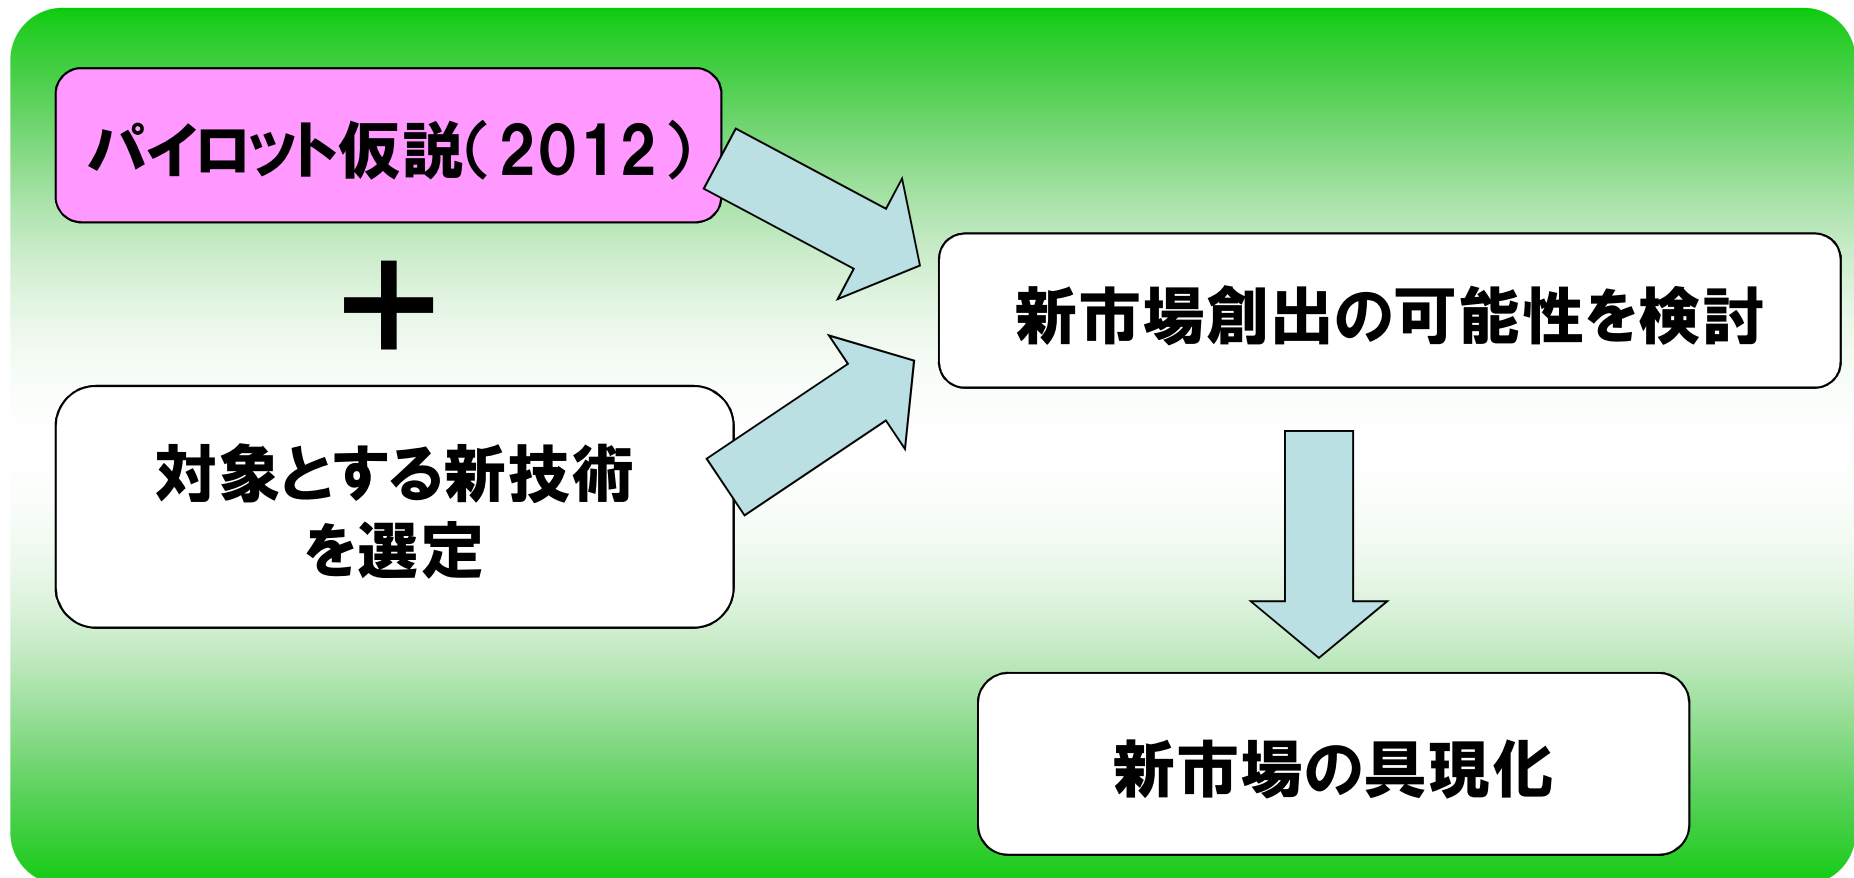 パイロット仮説(2012)
+
対象とする新技術
を選定
新市場創出の可能性を検討
新市場の具現化